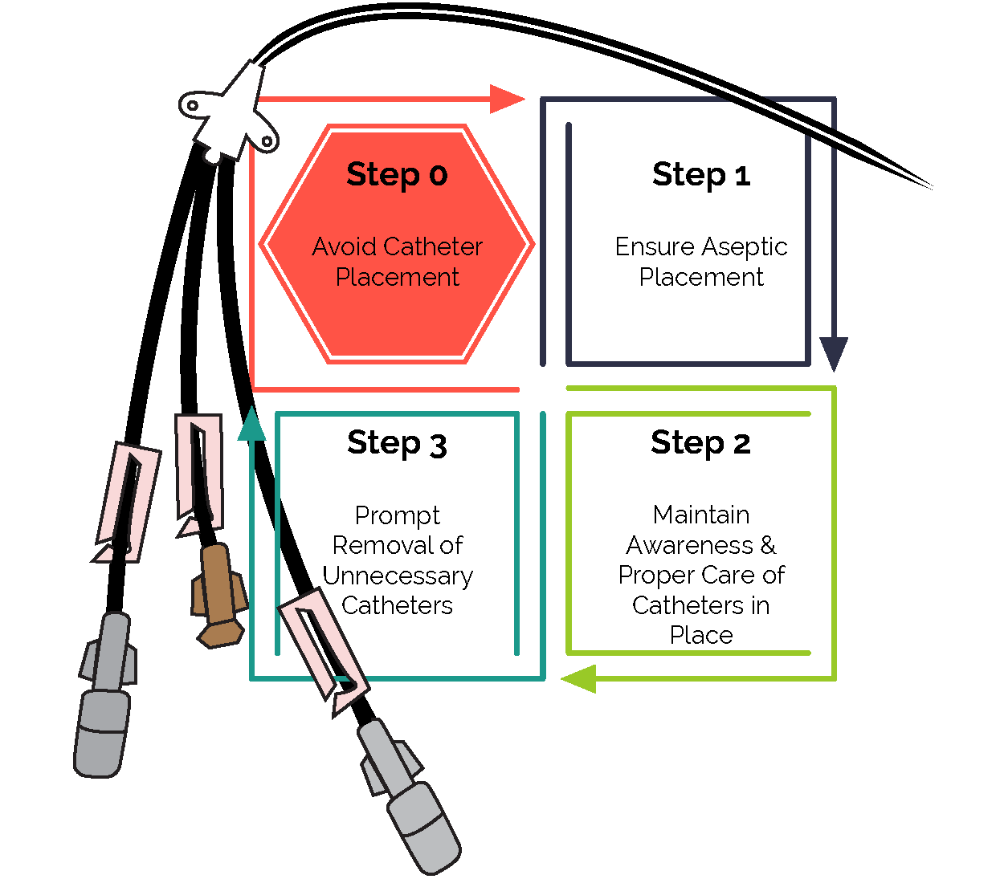 Step 0
Avoid Catheter
Placement
Step 1
Ensure Aseptic
Placement
Step 2
Maintain
Awareness &
Proper Care of
Catheters in
Place
Step 3
Prompt
Removal of
Unnecessary
Catheters